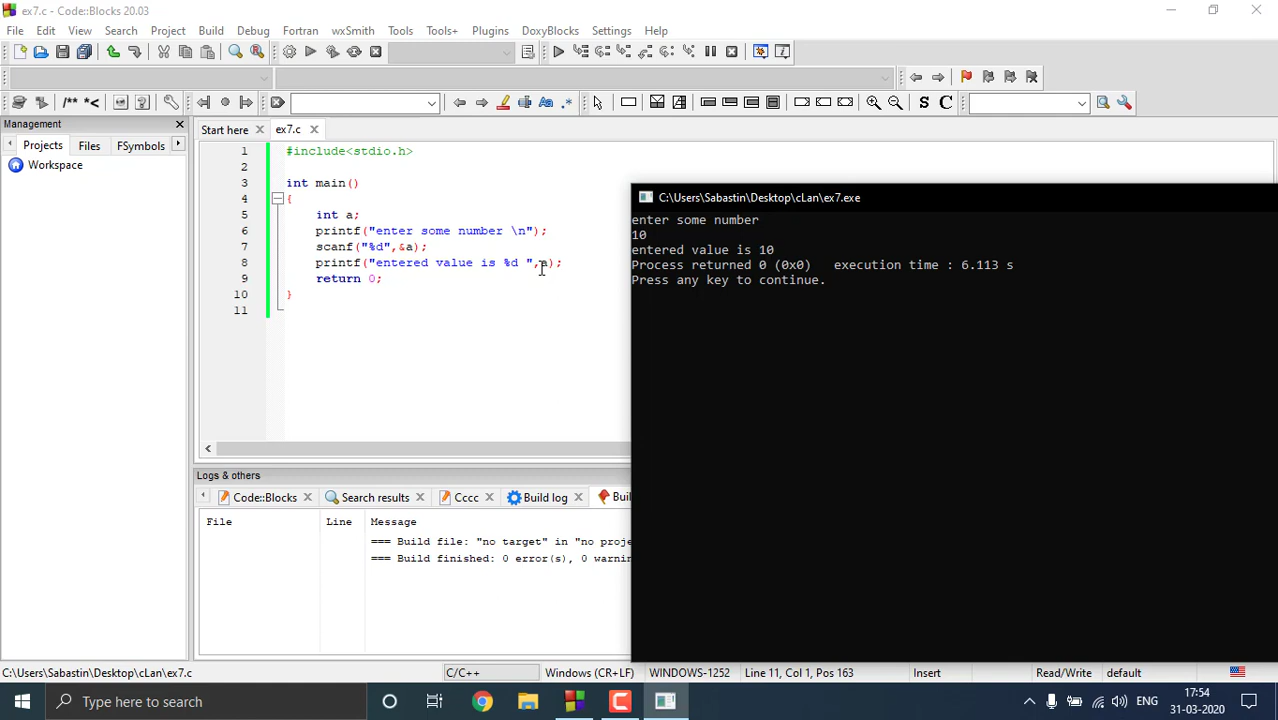 ex7.c - Code::Blocks 20.03
File Edit View Search Project Build Debug Fortran wxSmith Tools Tools+ Plugins DoxyBlocks Settings Help
/** *<
S C
Management
Projects Files FSymbols
Workspace
Start here ex7.c
1 #include<stdio.h>
2
3 int main()
4 {
5 int a;
6 printf("enter some number \n");
7 scanf("%d",&a);
8 printf("entered value is %d ",a);
9 return 0;
10 }
11
C:\Users\Sabastin\Desktop\cLan\ex7.exe
enter some number
10
entered value is 10
Process returned 0 (0x0) execution time : 6.113 s
Press any key to continue.
Logs & others
Code::Blocks Search results Cccc Build log Buil
File Line Message
=== Build file: "no target" in "no proje
=== Build finished: 0 error(s), 0 warnin
C:\Users\Sabastin\Desktop\cLan\ex7.c C/C++ Windows (CR+LF) WINDOWS-1252 Line 11, Col 1, Pos 163 Insert Read/Write default
Type here to search
ENG
17:54
31-03-2020